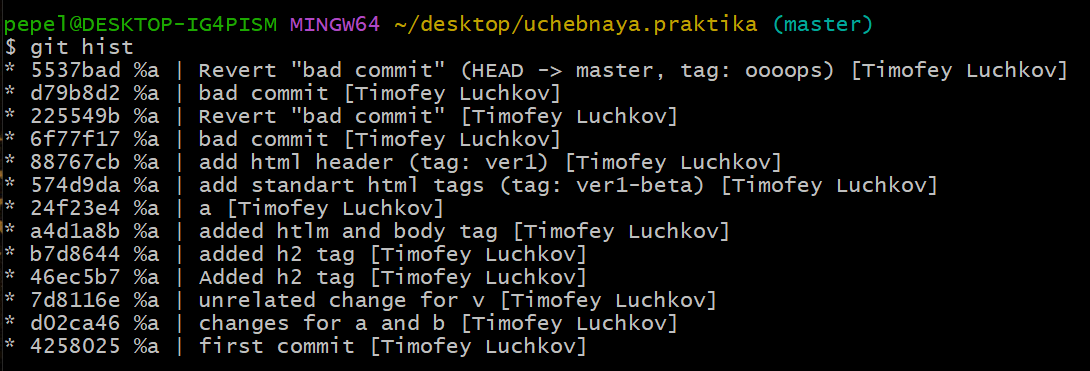 pepel@DESKTOP-IG4PISM MINGW64 ~/desktop/uchebnaya.praktika (master)
$ git hist
* 5537bad %a | Revert "bad commit" (HEAD -> master, tag: oooops) [Timofey Luchkov]
* d79b8d2 %a | bad commit [Timofey Luchkov]
* 225549b %a | Revert "bad commit" [Timofey Luchkov]
* 6f77f17 %a | bad commit [Timofey Luchkov]
* 88767cb %a | add html header (tag: ver1) [Timofey Luchkov]
* 574d9da %a | add standart html tags (tag: ver1-beta) [Timofey Luchkov]
* 24f23e4 %a | a [Timofey Luchkov]
* a4d1a8b %a | added htlm and body tag [Timofey Luchkov]
* b7d8644 %a | added h2 tag [Timofey Luchkov]
* 46ec5b7 %a | Added h2 tag [Timofey Luchkov]
* 7d8116e %a | unrelated change for v [Timofey Luchkov]
* d02ca46 %a | changes for a and b [Timofey Luchkov]
* 4258025 %a | first commit [Timofey Luchkov]